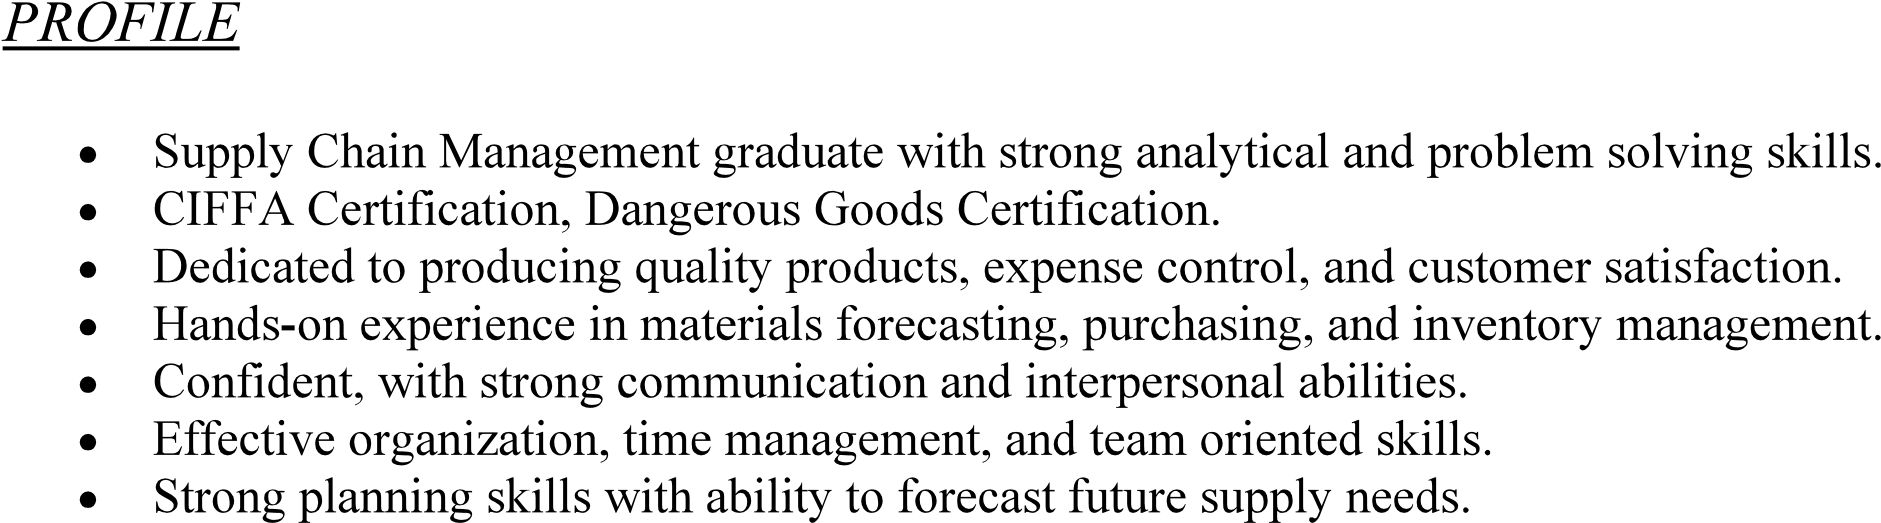 PROFILE
• Supply Chain Management graduate with strong analytical and problem solving skills.
• CIFFA Certification, Dangerous Goods Certification.
• Dedicated to producing quality products, expense control, and customer satisfaction.
• Hands-on experience in materials forecasting, purchasing, and inventory management.
• Confident, with strong communication and interpersonal abilities.
• Effective organization, time management, and team oriented skills.
• Strong planning skills with ability to forecast future supply needs.